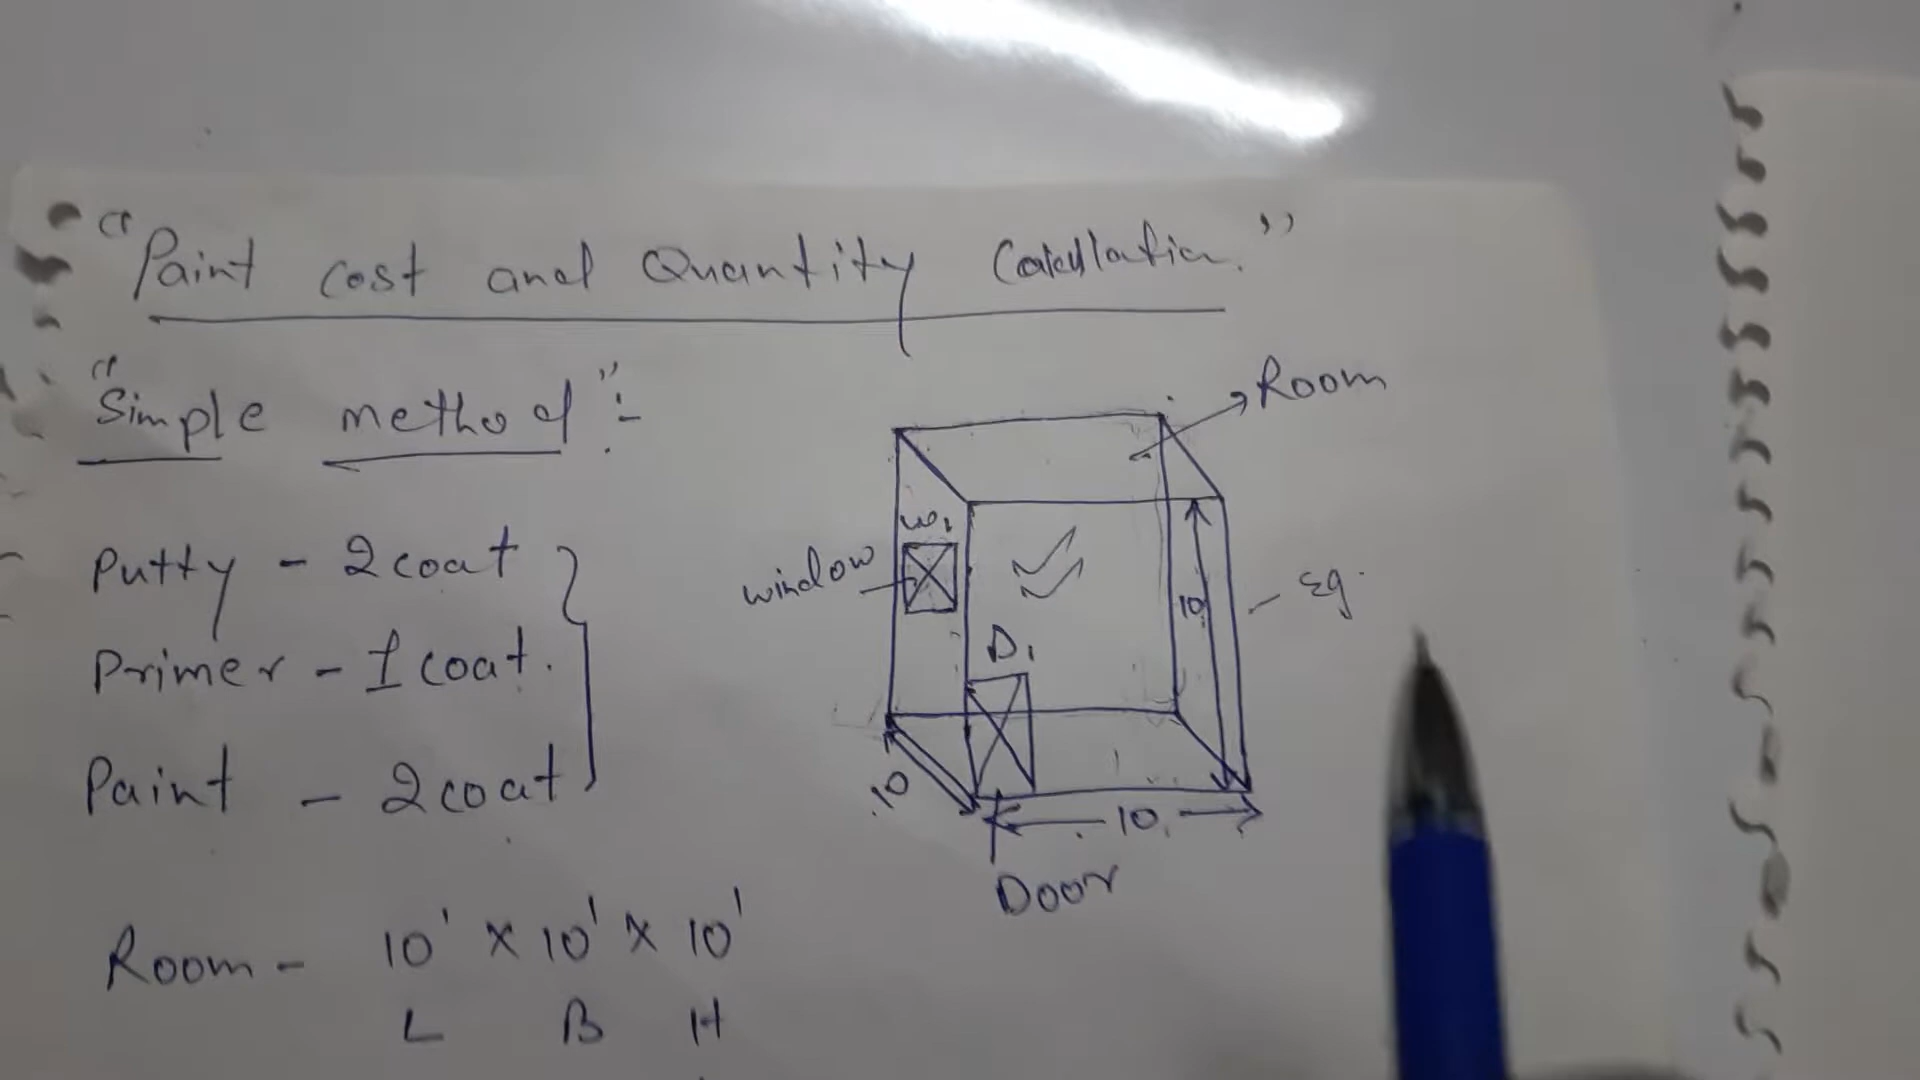 "Paint cost and Quantity Calculation."
"Simple method":-
Putty - 2 coat
Primer - 1 coat.
Paint - 2 coat
Room - 10' x 10' x 10'
L B H
Room
W1
window
D1
10
Eg.
10
10
Door